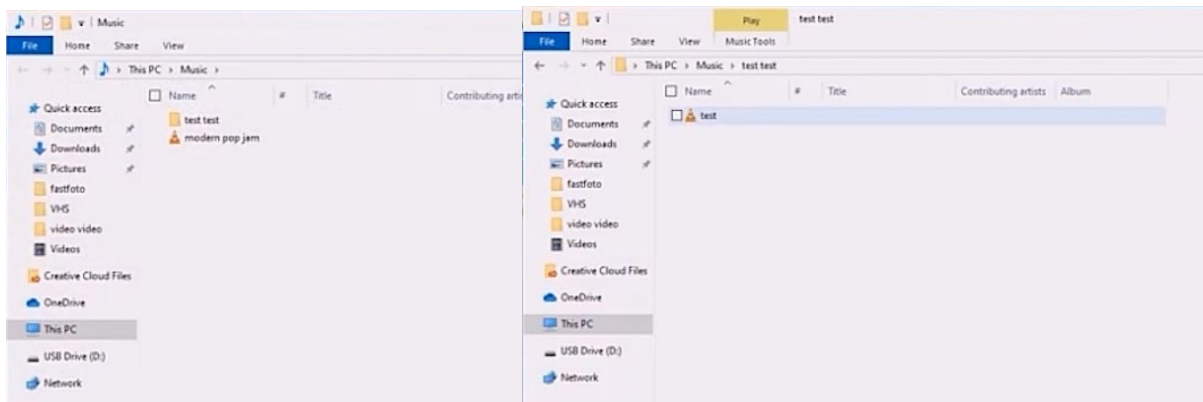 Music
File Home Share View
This PC > Music >
Name # Title Contributing artis
Quick access
Documents
Downloads
Pictures
fastfoto
VHS
video video
Videos
Creative Cloud Files
OneDrive
This PC
USB Drive (D:)
Network
test test
modern pop jam
Play test test
File Home Share View Music Tools
This PC > Music > test test
Name # Title Contributing artists Album
Quick access
Documents
Downloads
Pictures
fastfoto
VHS
video video
Videos
Creative Cloud Files
OneDrive
This PC
USB Drive (D:)
Network
test